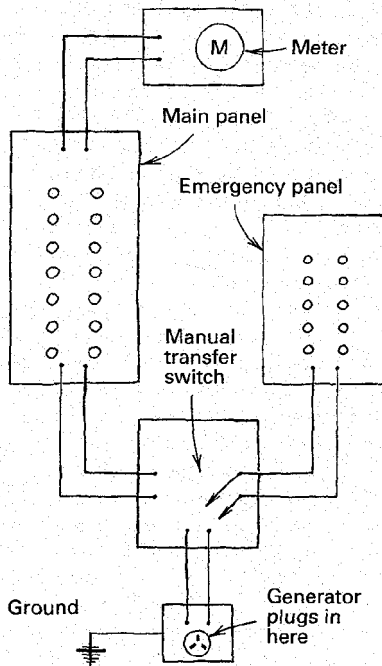 M
Meter
Main panel
Emergency panel
Manual
transfer
switch
Ground
Generator
plugs in
here